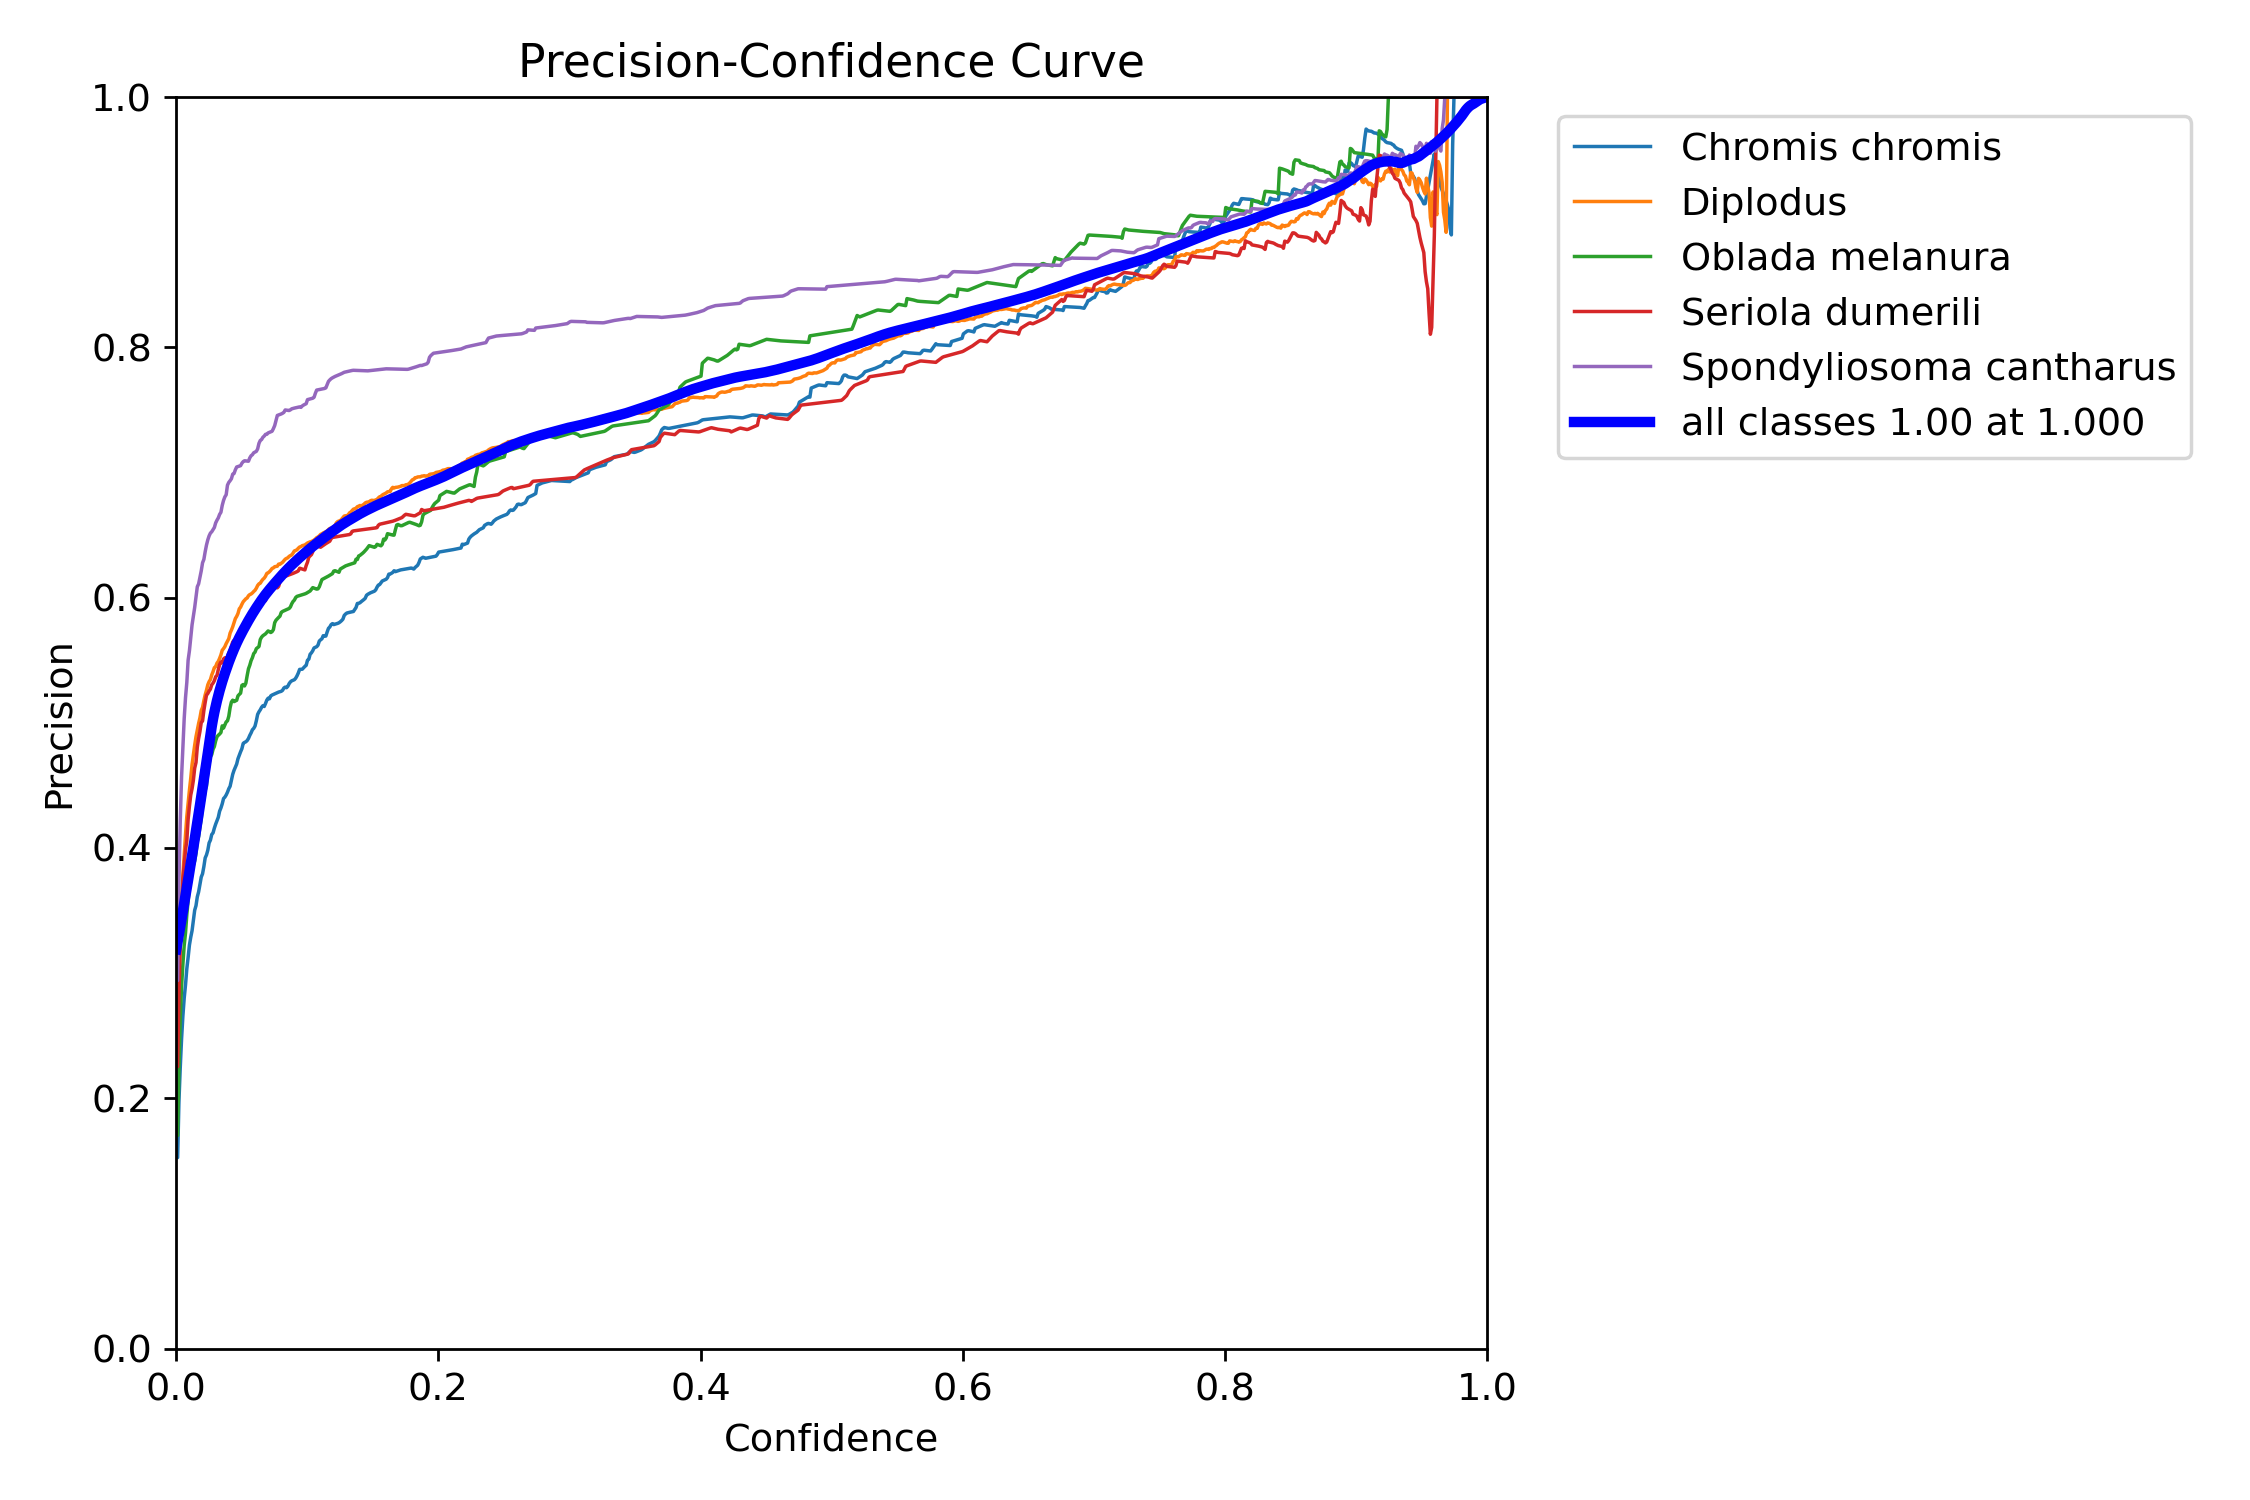 Precision-Confidence Curve
1.0
0.8
0.6
0.4
0.2
0.0
Precision
0.0 0.2 0.4 0.6 0.8 1.0
Confidence
Chromis chromis
Diplodus
Oblada melanura
Seriola dumerili
Spondyliosoma cantharus
all classes 1.00 at 1.000